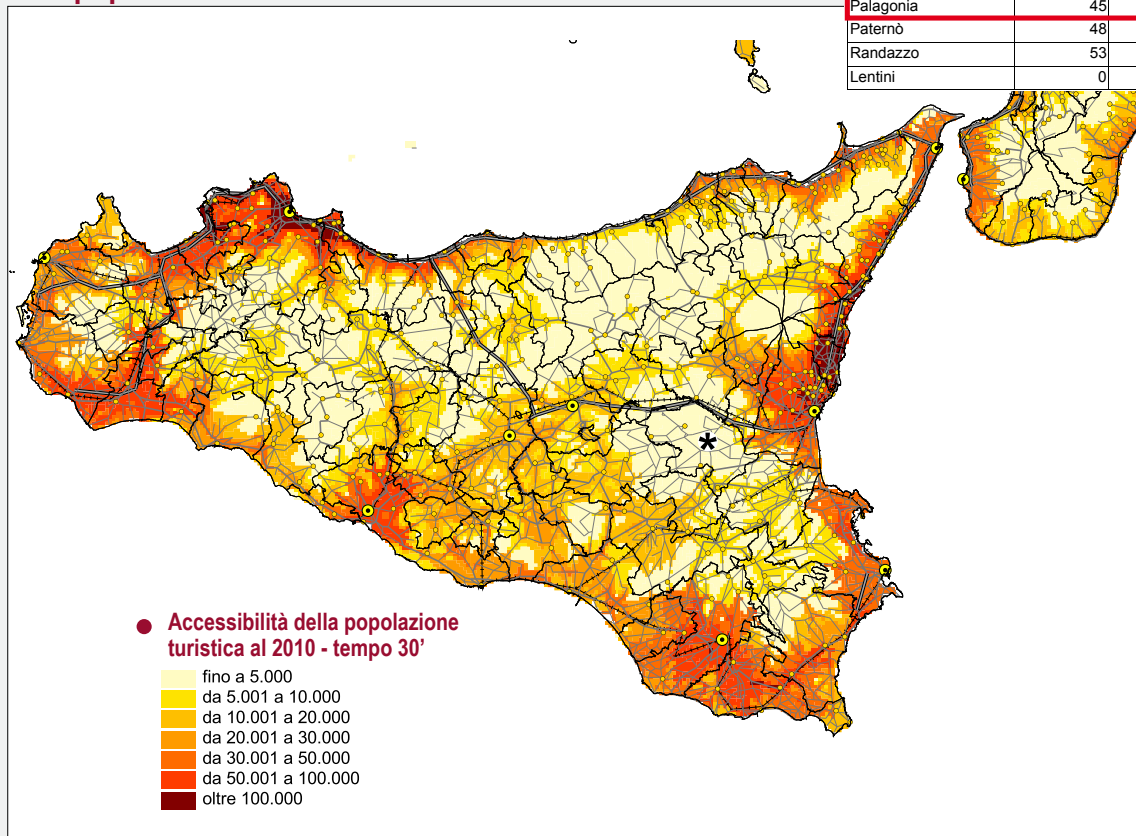 Palagonia 45
Paternò 48
Randazzo 53
Lentini 0
*
Accessibilità della popolazione
turistica al 2010 - tempo 30’
fino a 5.000
da 5.001 a 10.000
da 10.001 a 20.000
da 20.001 a 30.000
da 30.001 a 50.000
da 50.001 a 100.000
oltre 100.000